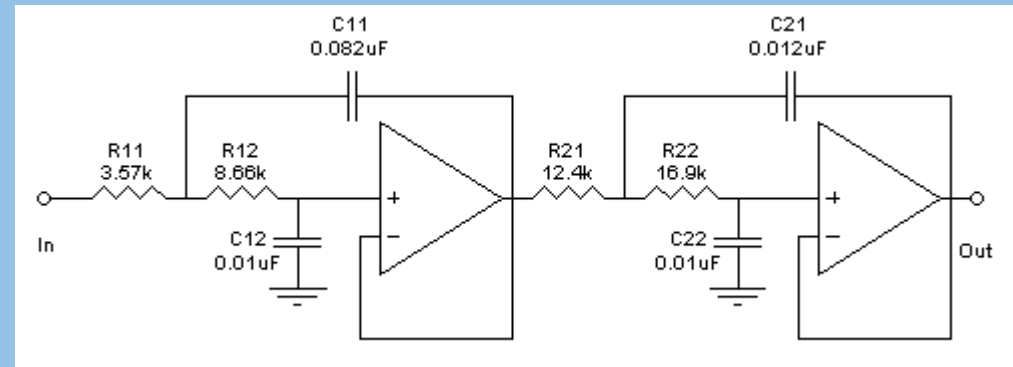 C11
0.082uF
C21
0.012uF
R11
3.57k
R12
8.66k
R21
12.4k
R22
16.9k
+
+
In
C12
0.01uF
−
C22
0.01uF
−
Out